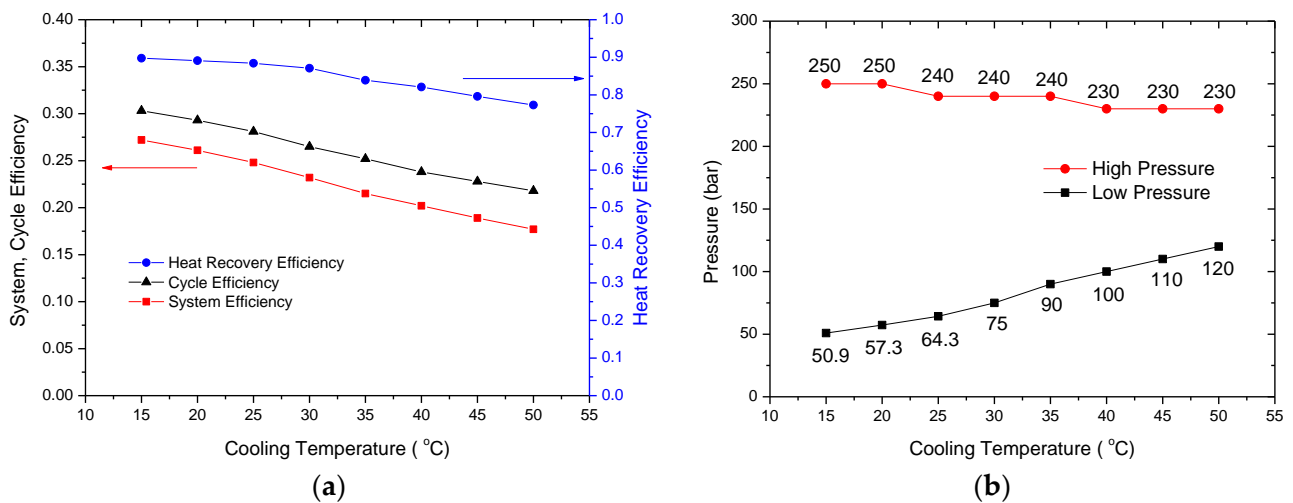 System, Cycle Efficiency
0.40
0.35
0.30
0.25
0.20
0.15
0.10
0.05
0.00
10 15 20 25 30 35 40 45 50 55
Cooling Temperature ( °C)
Heat Recovery Efficiency
Cycle Efficiency
System Efficiency
1.0
0.9
0.8
0.7
0.6
0.5
0.4
0.3
0.2
0.1
0.0
Heat Recovery Efficiency
(a)
Pressure (bar)
300
250
200
150
100
50
0
250 250 240 240 240 230 230 230
High Pressure
Low Pressure
50.9 57.3 64.3 75 90 100 110 120
10 15 20 25 30 35 40 45 50 55
Cooling Temperature ( °C)
(b)